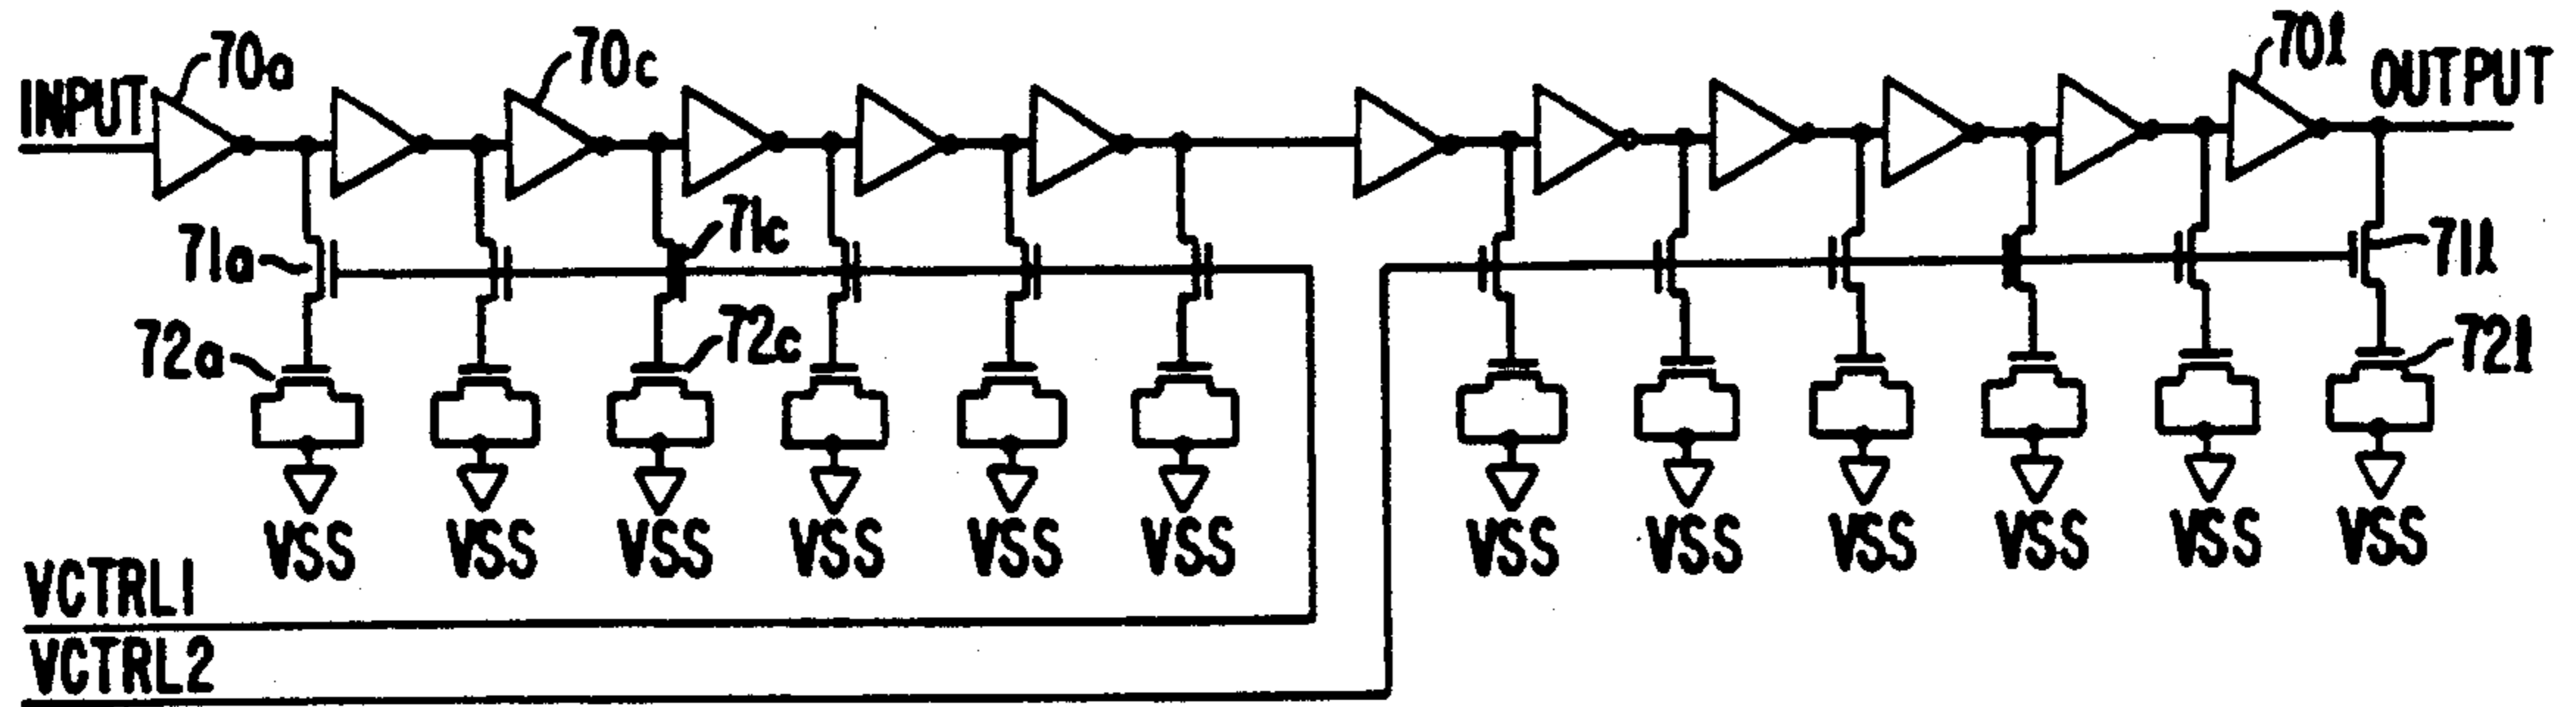 INPUT
70a
70c
70l
OUTPUT
71a
71c
71l
72a
72c
72l
VSS VSS VSS VSS VSS VSS VSS VSS VSS VSS VSS VSS
VCTRL1
VCTRL2